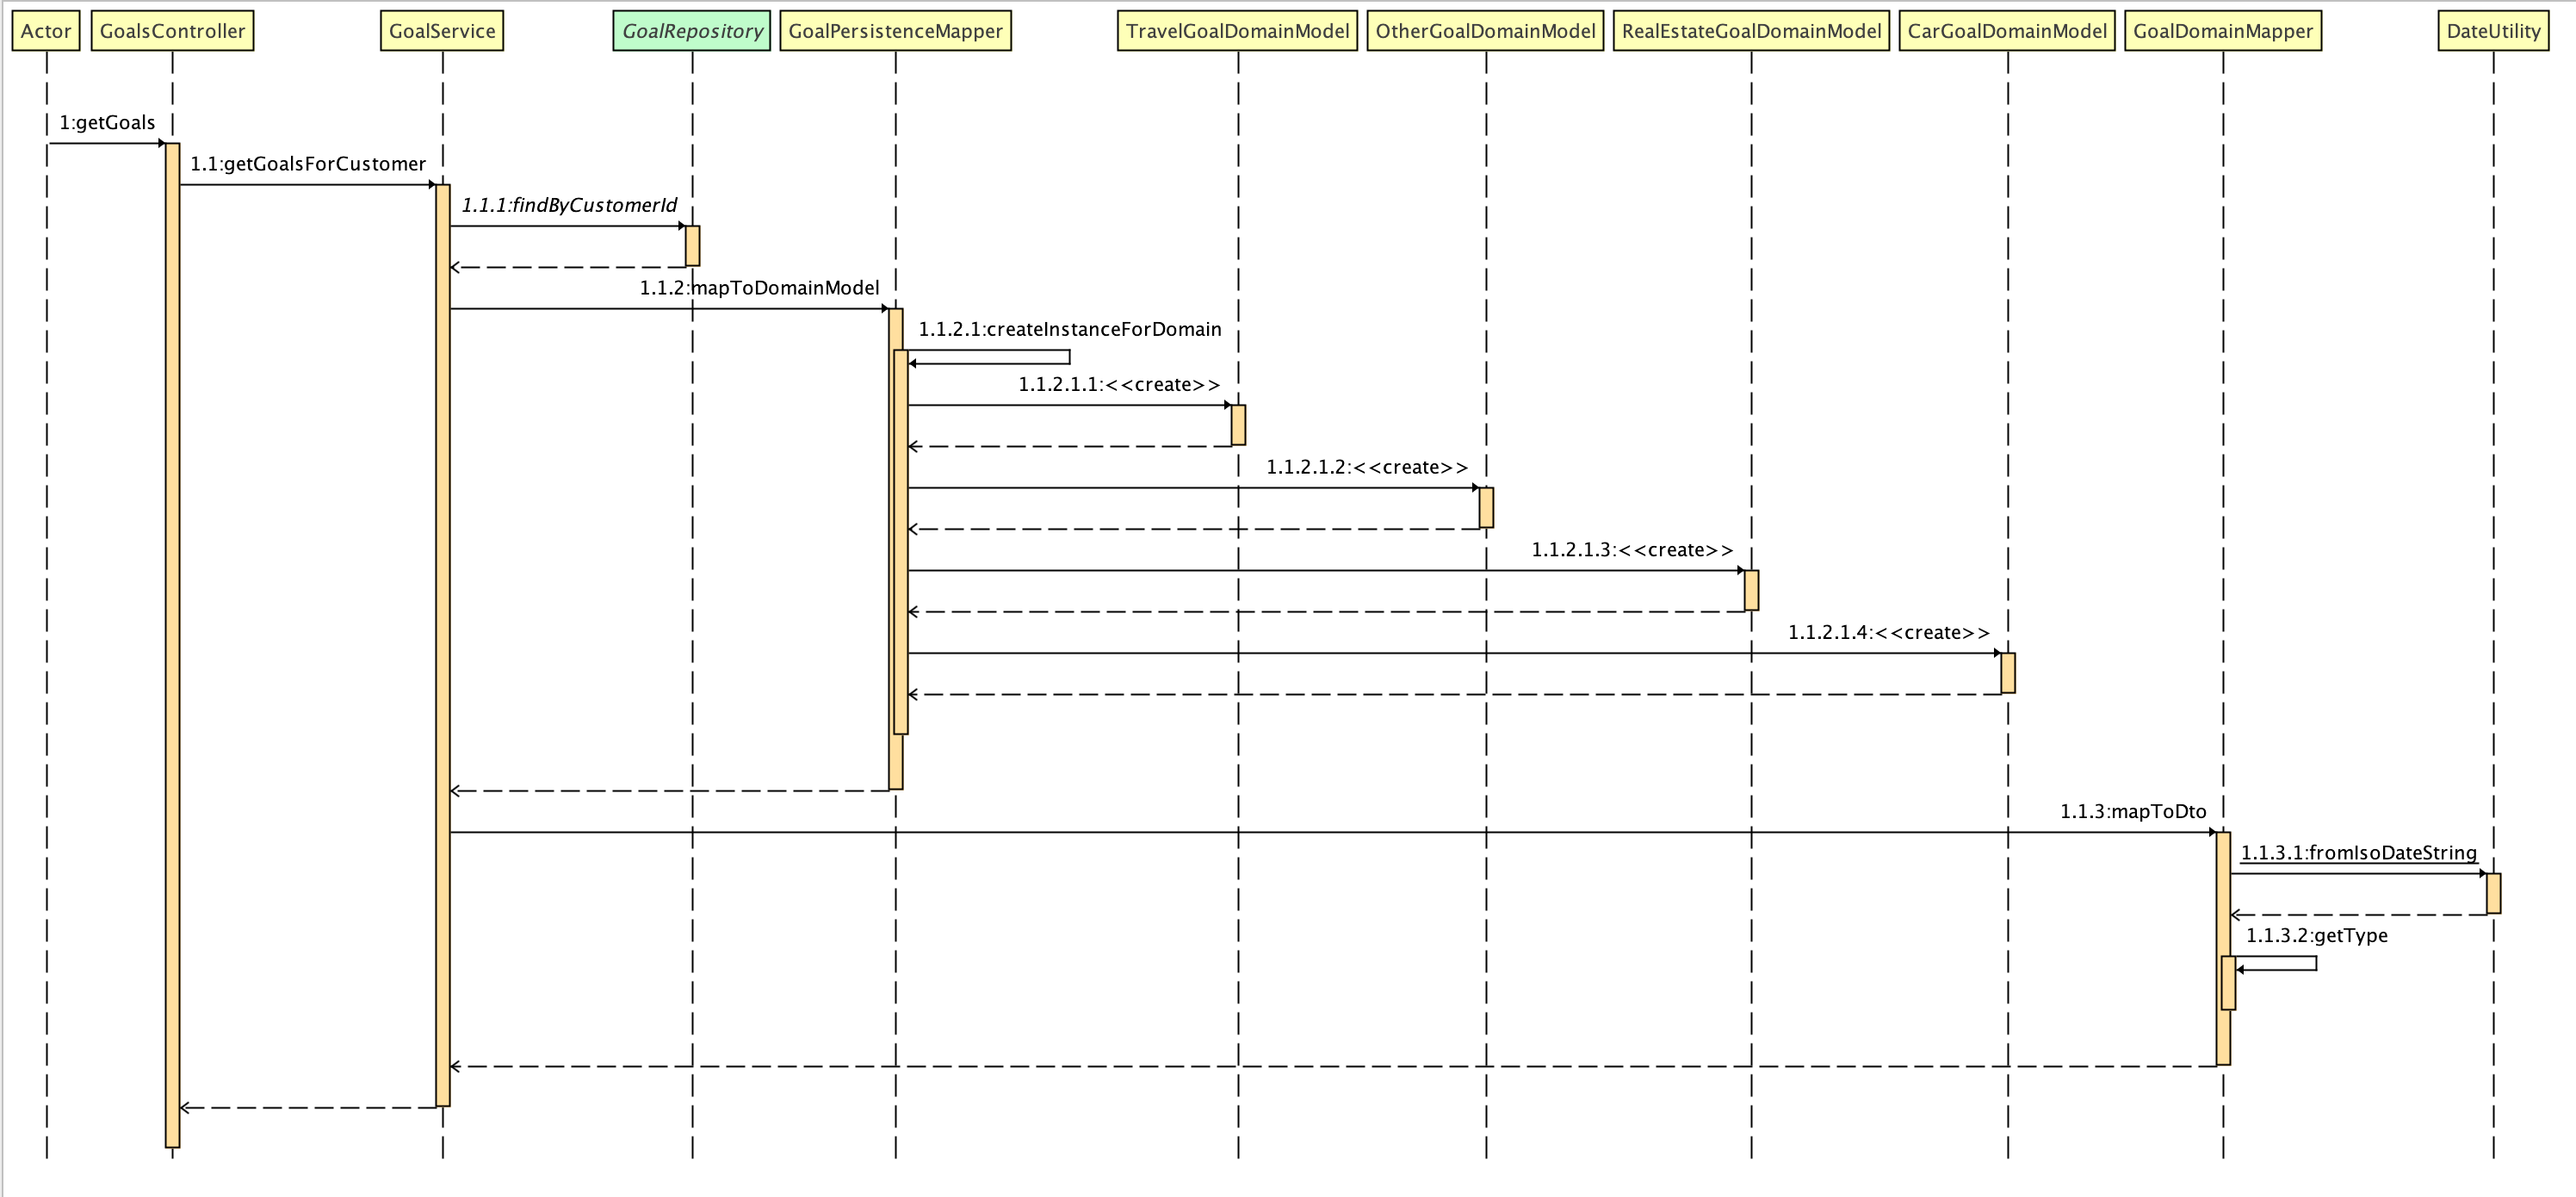 Actor
GoalsController
GoalService
GoalRepository
GoalPersistenceMapper
TravelGoalDomainModel
OtherGoalDomainModel
RealEstateGoalDomainModel
CarGoalDomainModel
GoalDomainMapper
DateUtility
1:getGoals
1.1:getGoalsForCustomer
1.1.1:findByCustomerId
1.1.2:mapToDomainModel
1.1.2.1:createInstanceForDomain
1.1.2.1.1:<<create>>
1.1.2.1.2:<<create>>
1.1.2.1.3:<<create>>
1.1.2.1.4:<<create>>
1.1.3:mapToDto
1.1.3.1:fromIsoDateString
1.1.3.2:getType